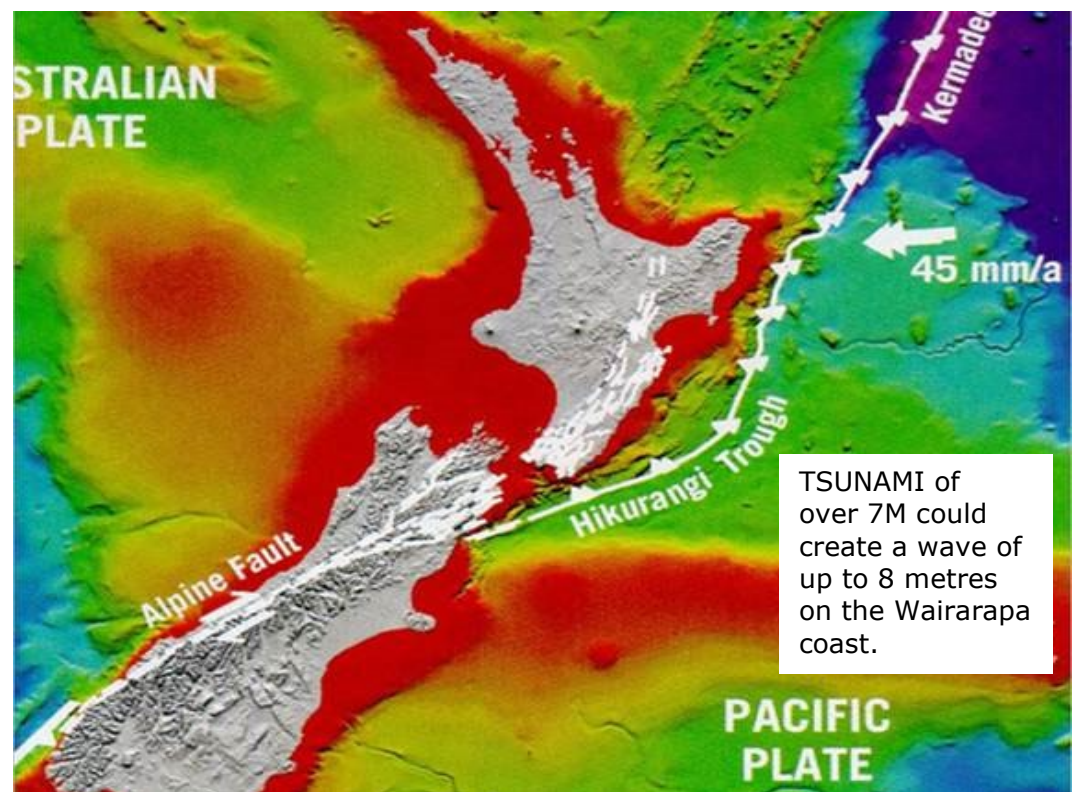 STRALIAN
PLATE
Kermadec
45 mm/a
Hikurangi Trough
Alpine Fault
TSUNAMI of
over 7M could
create a wave of
up to 8 metres
on the Wairarapa
coast.
PACIFIC
PLATE